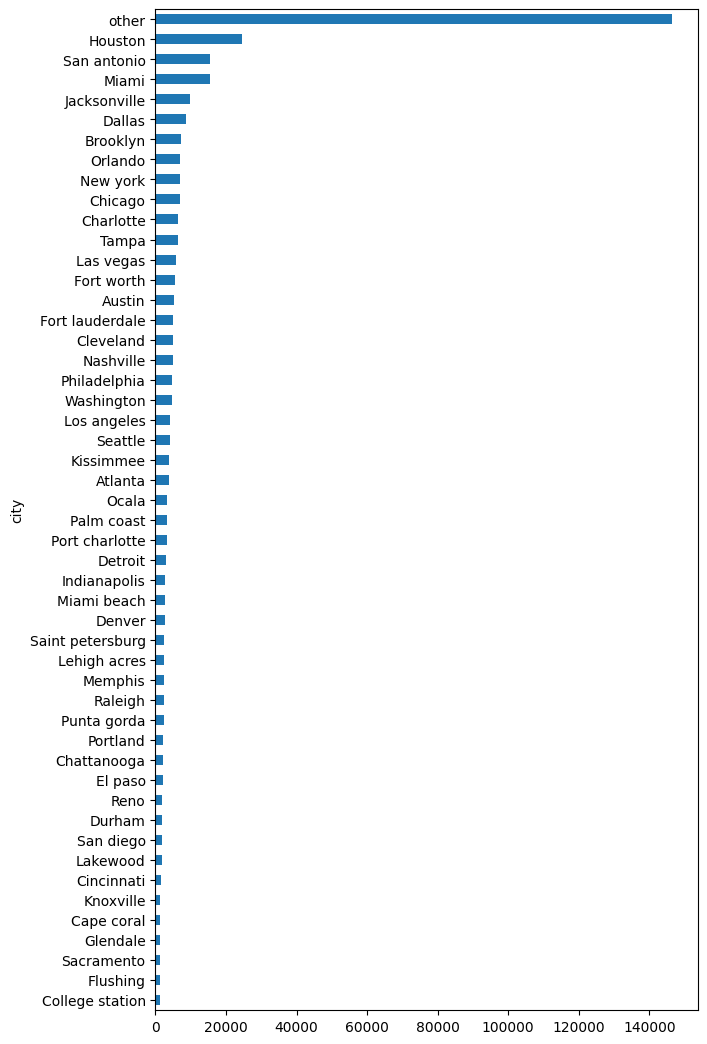 other
Houston
San antonio
Miami
Jacksonville
Dallas
Brooklyn
Orlando
New york
Chicago
Charlotte
Tampa
Las vegas
Fort worth
Austin
Fort lauderdale
Cleveland
Nashville
Philadelphia
Washington
Los angeles
Seattle
Kissimmee
Atlanta
Ocala
Palm coast
Port charlotte
Detroit
Indianapolis
Miami beach
Denver
Saint petersburg
Lehigh acres
Memphis
Raleigh
Punta gorda
Portland
Chattanooga
El paso
Reno
Durham
San diego
Lakewood
Cincinnati
Knoxville
Cape coral
Glendale
Sacramento
Flushing
College station
city
0 20000 40000 60000 80000 100000 120000 140000